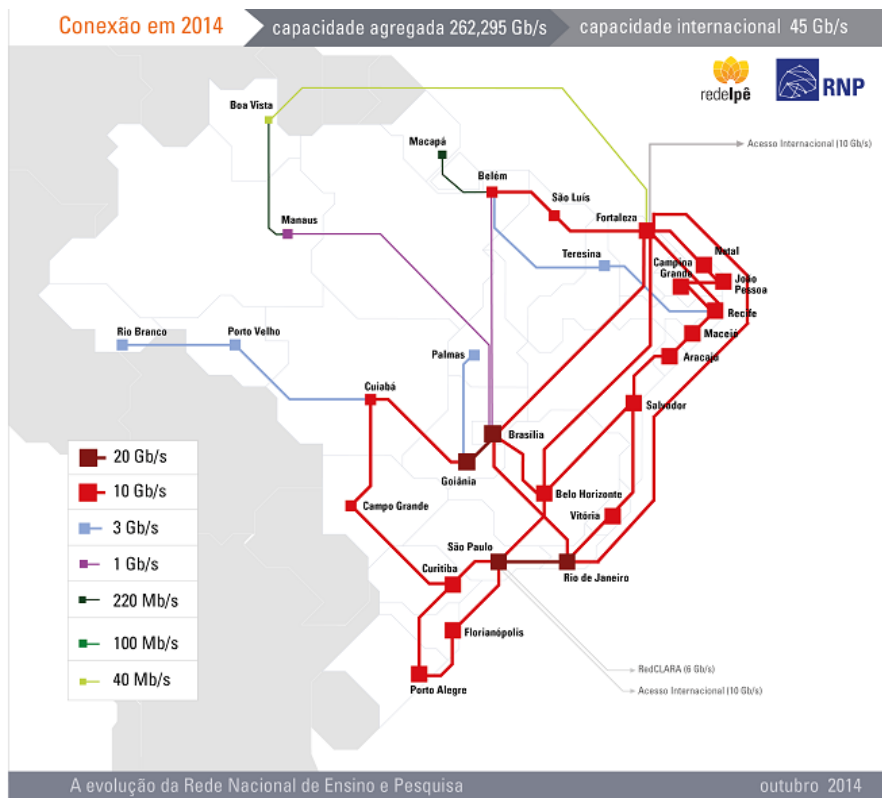 Conexão em 2014
capacidade agregada 262,295 Gb/s
capacidade internacional 45 Gb/s
redeIpê
RNP
Boa Vista
Macapá
Acesso Internacional (10 Gb/s)
Belém
São Luís
Fortaleza
Manaus
Teresina
Natal
Campina
Grande
João
Pessoa
Recife
Rio Branco
Porto Velho
Maceió
Palmas
Aracajo
Cuiabá
Salvador
Brasília
20 Gb/s
Goiânia
10 Gb/s
Belo Horizonte
Campo Grande
Vitória
3 Gb/s
São Paulo
1 Gb/s
Curitiba
Rio de Janeiro
220 Mb/s
Florianópolis
100 Mb/s
RedCLARA (6 Gb/s)
40 Mb/s
Porto Alegre
Acesso Internacional (10 Gb/s)
A evolução da Rede Nacional de Ensino e Pesquisa
outubro 2014